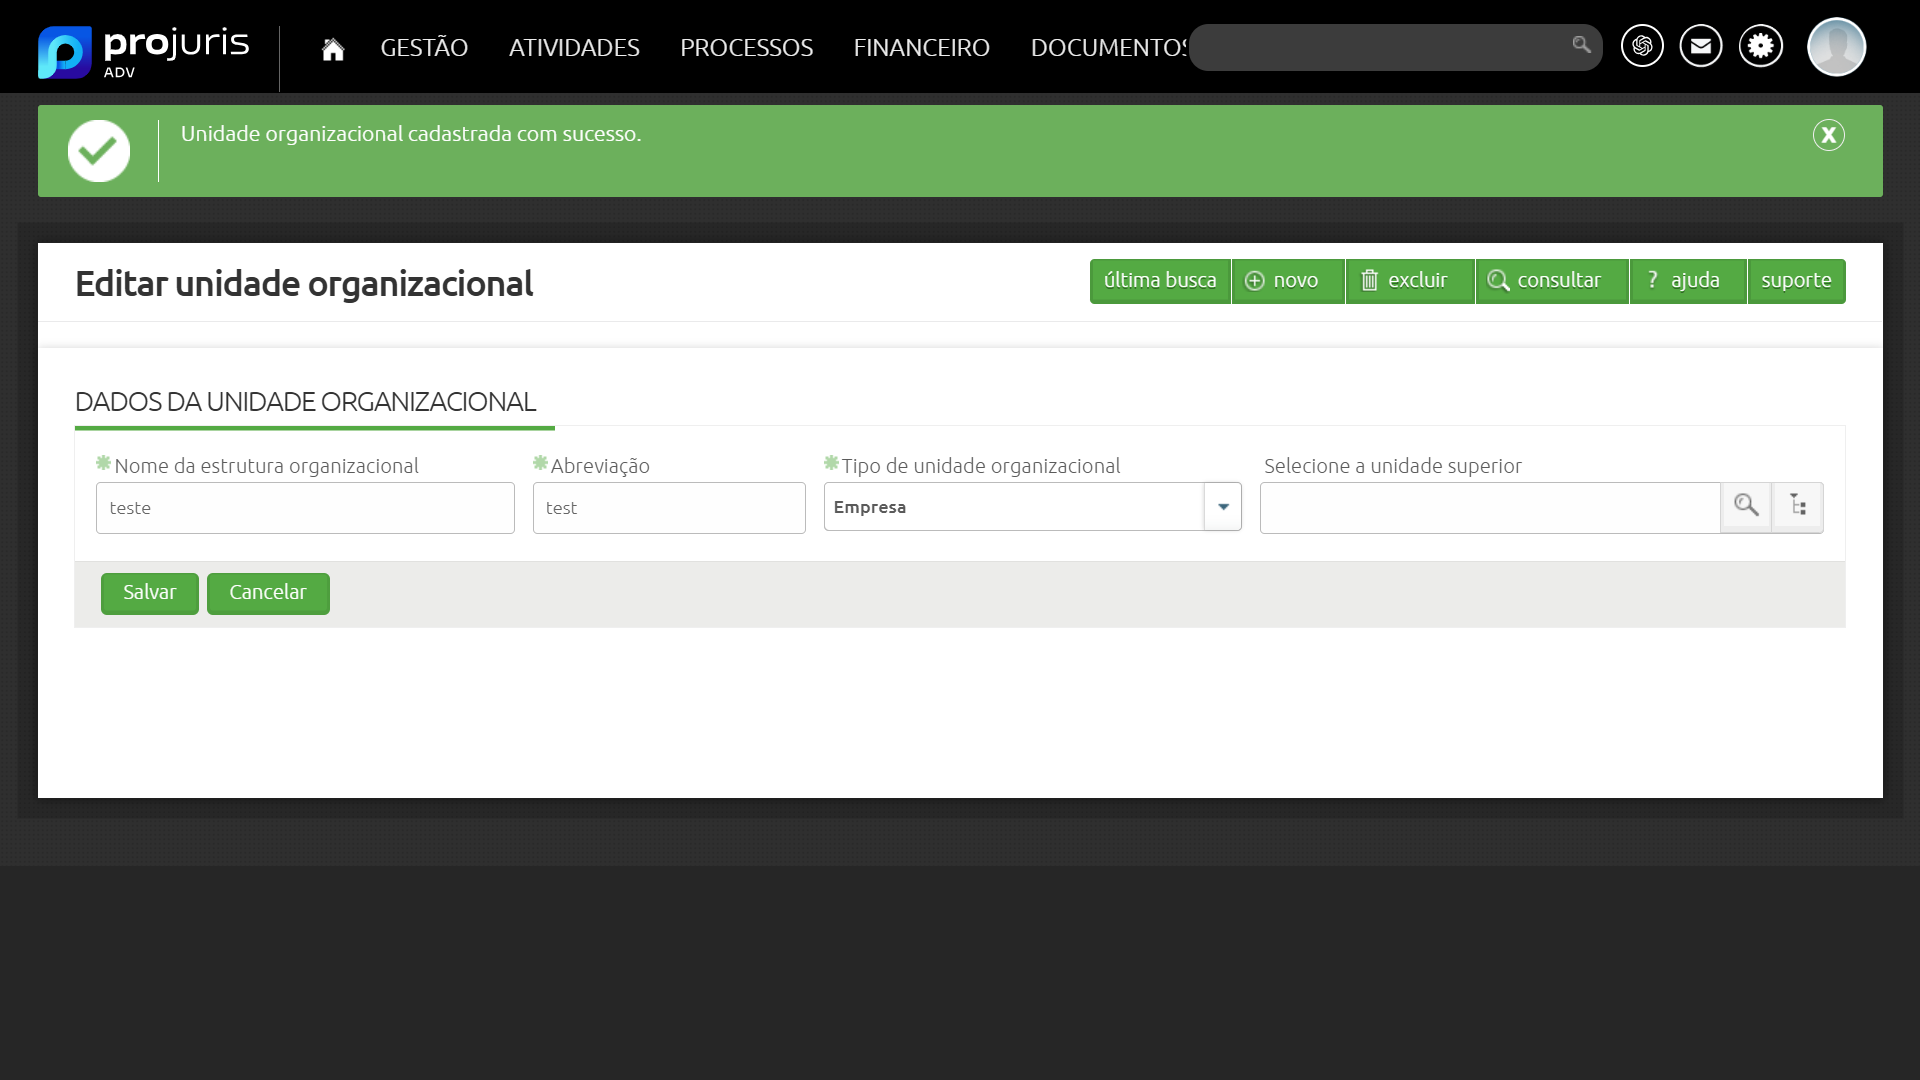 projuris
ADV
GESTÃO
ATIVIDADES
PROCESSOS
FINANCEIRO
DOCUMENTOS
Unidade organizacional cadastrada com sucesso.
X
Editar unidade organizacional
última busca
novo
excluir
consultar
? ajuda
suporte
DADOS DA UNIDADE ORGANIZACIONAL
Nome da estrutura organizacional
Abreviação
Tipo de unidade organizacional
Selecione a unidade superior
teste
test
Empresa
Salvar
Cancelar